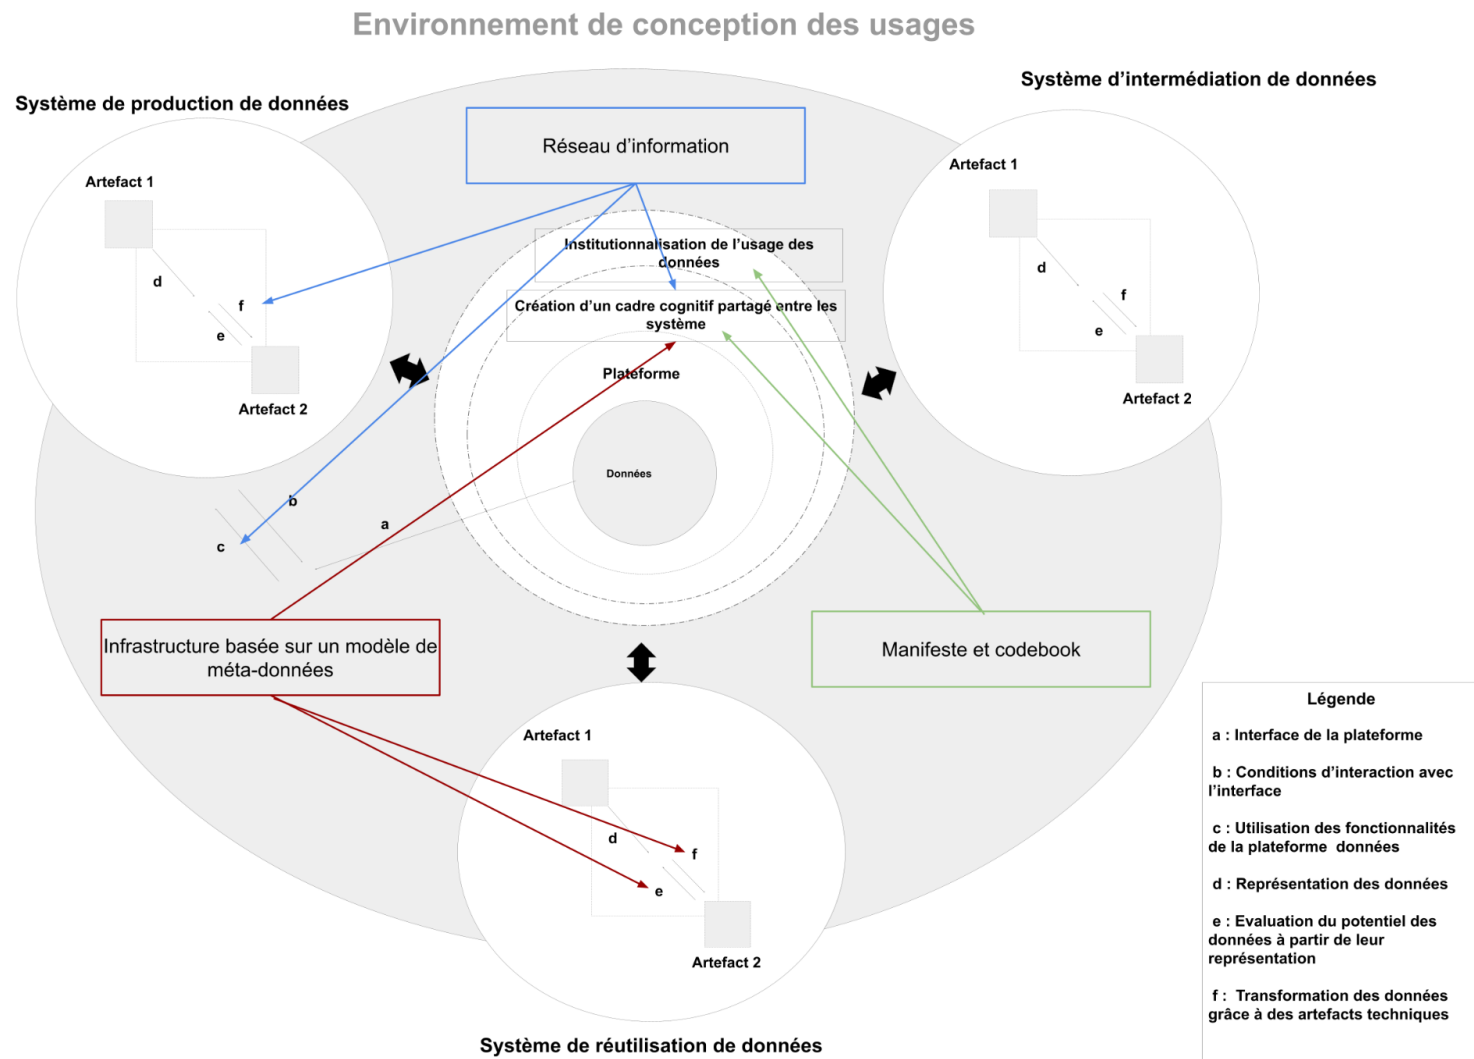 Environnement de conception des usages
Système de production de données
Système d’intermédiation de données
Réseau d’information
Artefact 1
d
f
e
Artefact 2
Artefact 1
d
f
e
Artefact 2
Institutionnalisation de l’usage des
données
Création d’un cadre cognitif partagé entre les
système
Plateforme
Données
a
b
c
Infrastructure basée sur un modèle de
méta-données
Manifeste et codebook
Artefact 1
d
f
e
Artefact 2
Système de réutilisation de données
Légende
a : Interface de la plateforme
b : Conditions d’interaction avec
l’interface
c : Utilisation des fonctionnalités
de la plateforme données
d : Représentation des données
e : Evaluation du potentiel des
données à partir de leur
représentation
f : Transformation des données
grâce à des artefacts techniques